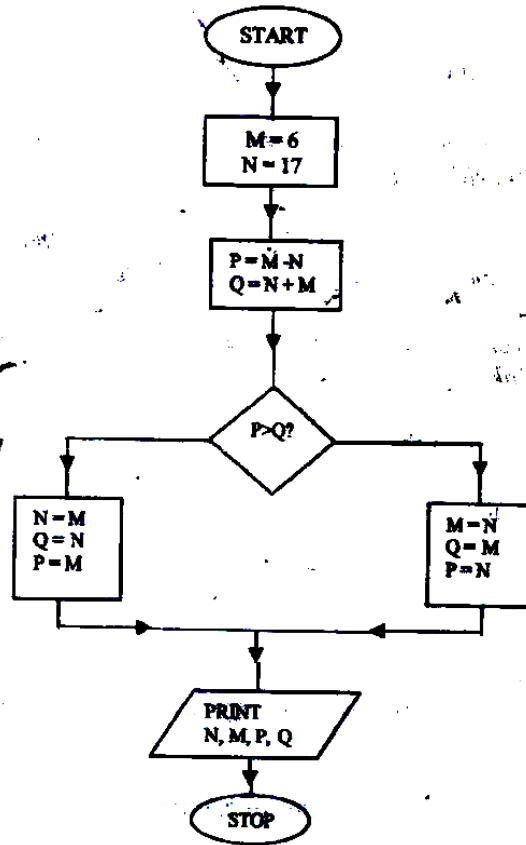 START
M = 6
N = 17
P = M - N
Q = N + M
P>Q?
N = M
Q = N
P = M
M = N
Q = M
P = N
PRINT
N, M, P, Q
STOP